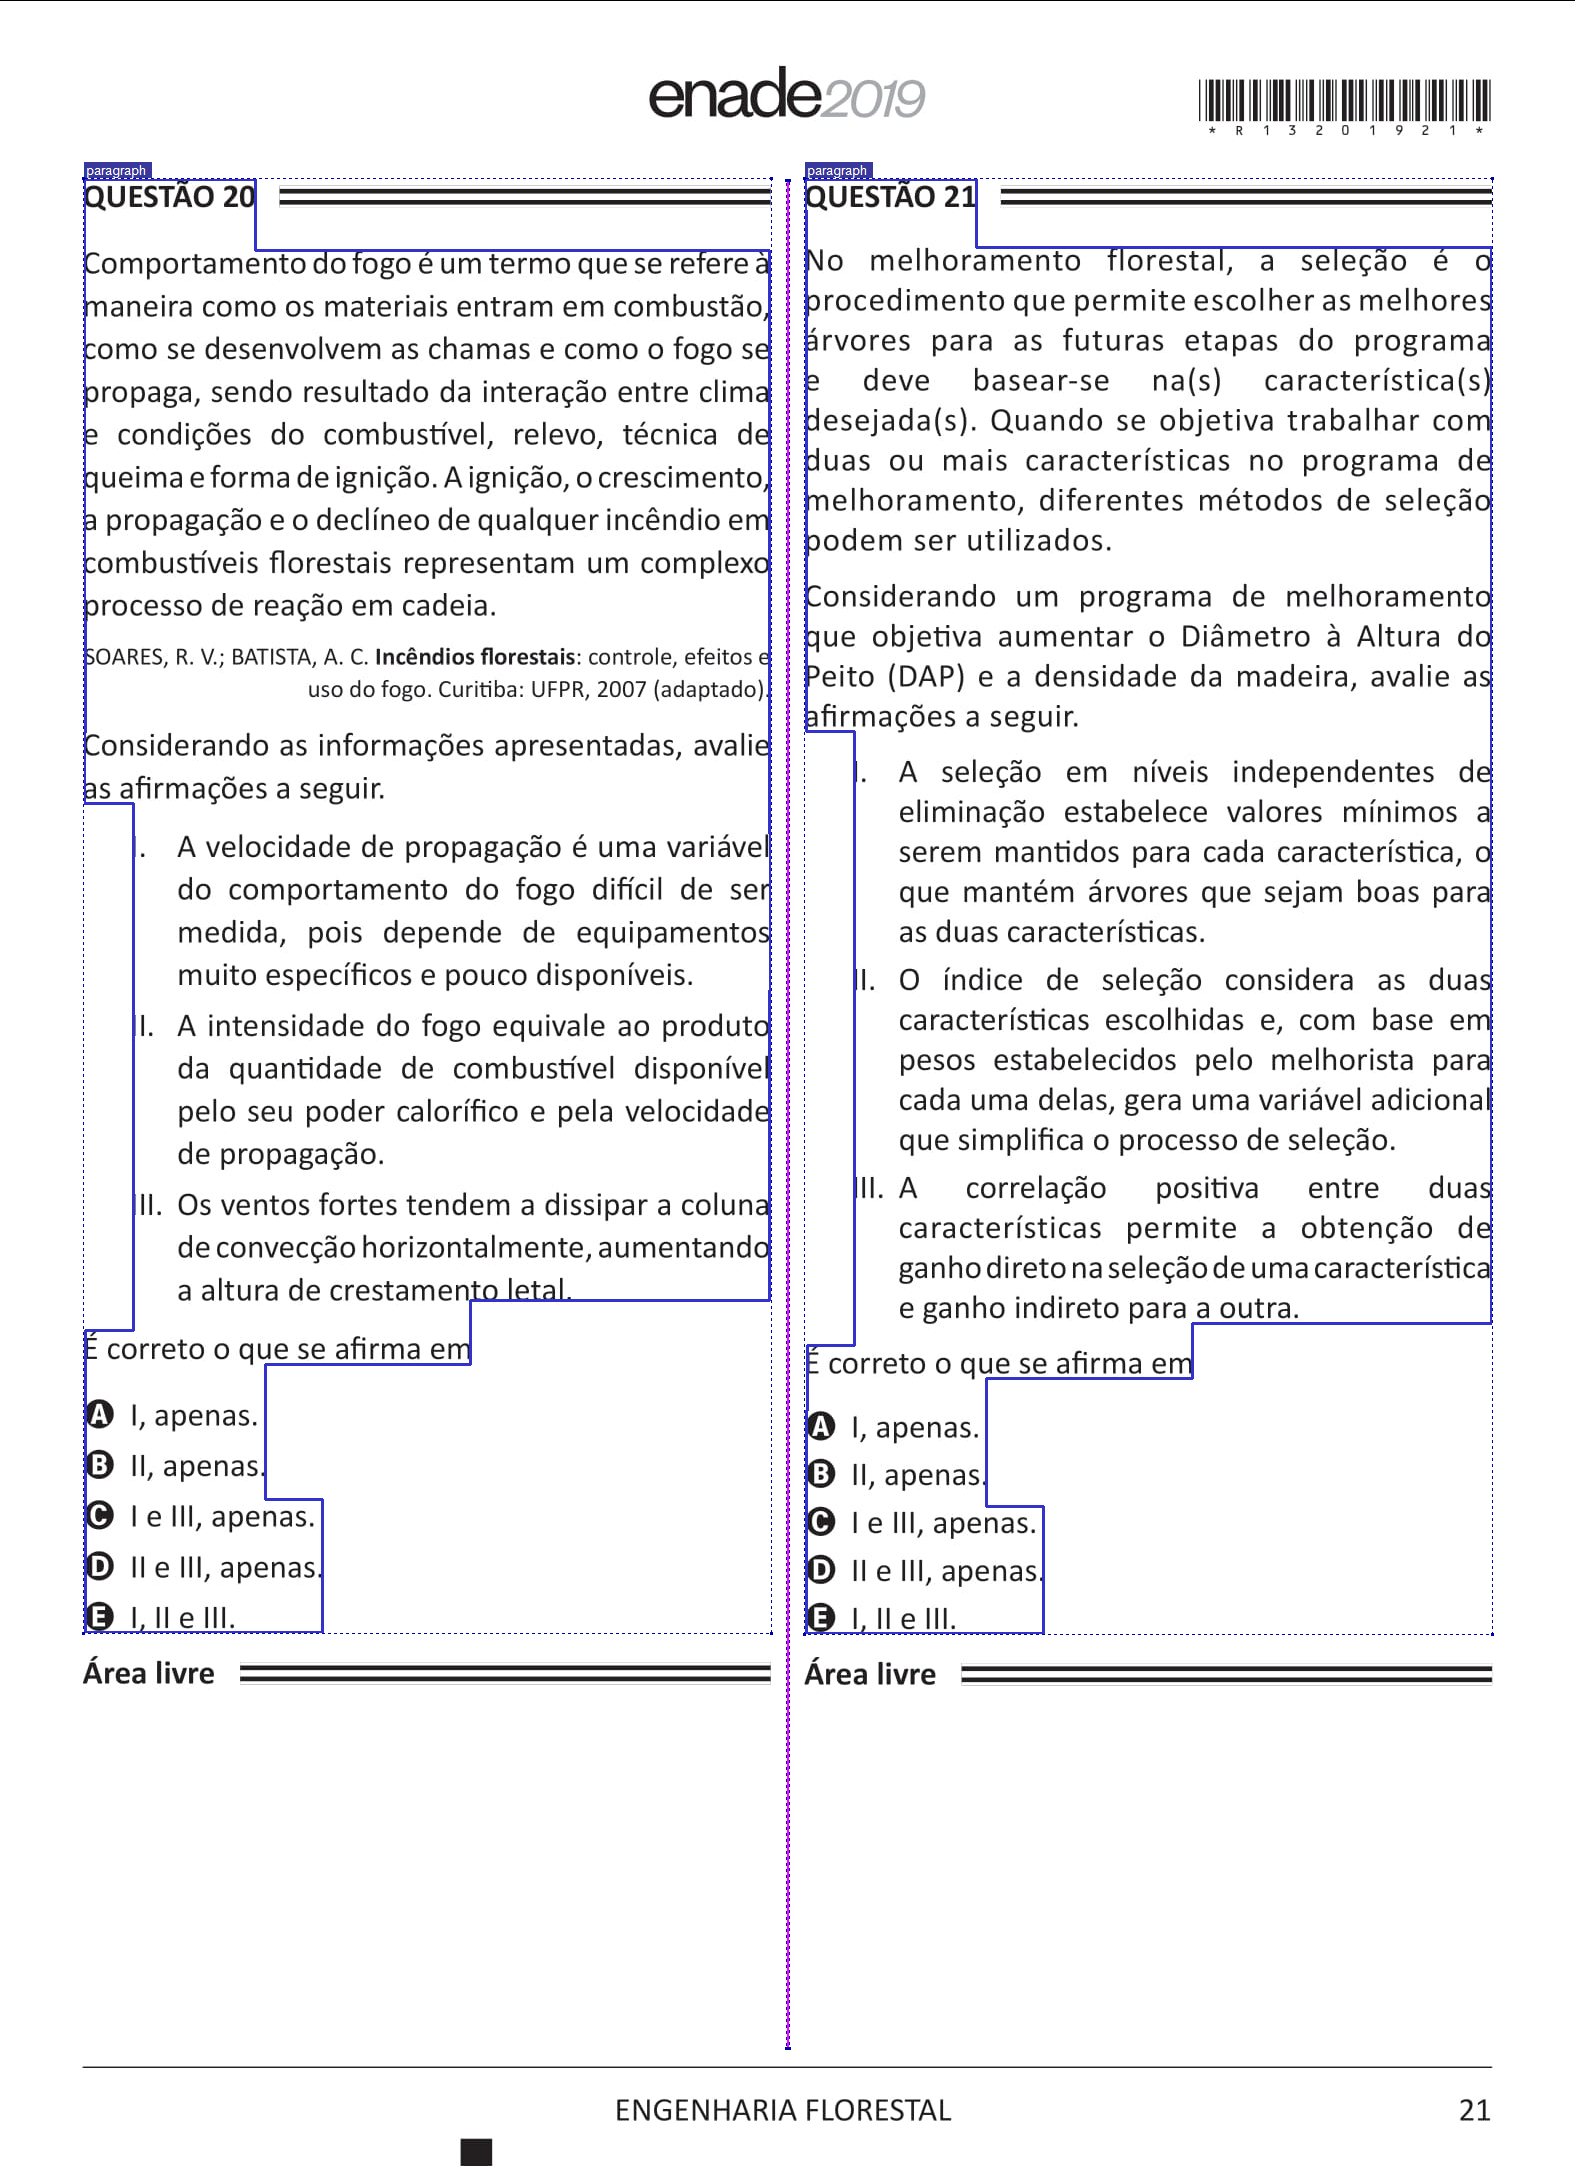 enade2019
*R13201921*
paragraph
QUESTÃO 20
Comportamento do fogo é um termo que se refere à
maneira como os materiais entram em combustão,
como se desenvolvem as chamas e como o fogo se
propaga, sendo resultado da interação entre clima
e condições do combustível, relevo, técnica de
queima e forma de ignição. A ignição, o crescimento,
a propagação e o declíneo de qualquer incêndio em
combustíveis florestais representam um complexo
processo de reação em cadeia.
SOARES, R. V.; BATISTA, A. C. Incêndios florestais: controle, efeitos e
uso do fogo. Curitiba: UFPR, 2007 (adaptado).
Considerando as informações apresentadas, avalie
as afirmações a seguir.
I. A velocidade de propagação é uma variável
do comportamento do fogo difícil de ser
medida, pois depende de equipamentos
muito específicos e pouco disponíveis.
II. A intensidade do fogo equivale ao produto
da quantidade de combustível disponível
pelo seu poder calorífico e pela velocidade
de propagação.
III. Os ventos fortes tendem a dissipar a coluna
de convecção horizontalmente, aumentando
a altura de crestamento letal.
É correto o que se afirma em
A I, apenas.
B II, apenas.
C I e III, apenas.
D II e III, apenas.
E I, II e III.
Área livre
paragraph
QUESTÃO 21
No melhoramento florestal, a seleção é o
procedimento que permite escolher as melhores
árvores para as futuras etapas do programa
e deve basear-se na(s) característica(s)
desejada(s). Quando se objetiva trabalhar com
duas ou mais características no programa de
melhoramento, diferentes métodos de seleção
podem ser utilizados.
Considerando um programa de melhoramento
que objetiva aumentar o Diâmetro à Altura do
Peito (DAP) e a densidade da madeira, avalie as
afirmações a seguir.
I. A seleção em níveis independentes de
eliminação estabelece valores mínimos a
serem mantidos para cada característica, o
que mantém árvores que sejam boas para
as duas características.
II. O índice de seleção considera as duas
características escolhidas e, com base em
pesos estabelecidos pelo melhorista para
cada uma delas, gera uma variável adicional
que simplifica o processo de seleção.
III. A correlação positiva entre duas
características permite a obtenção de
ganho direto na seleção de uma característica
e ganho indireto para a outra.
É correto o que se afirma em
A I, apenas.
B II, apenas.
C I e III, apenas.
D II e III, apenas.
E I, II e III.
Área livre
ENGENHARIA FLORESTAL
21